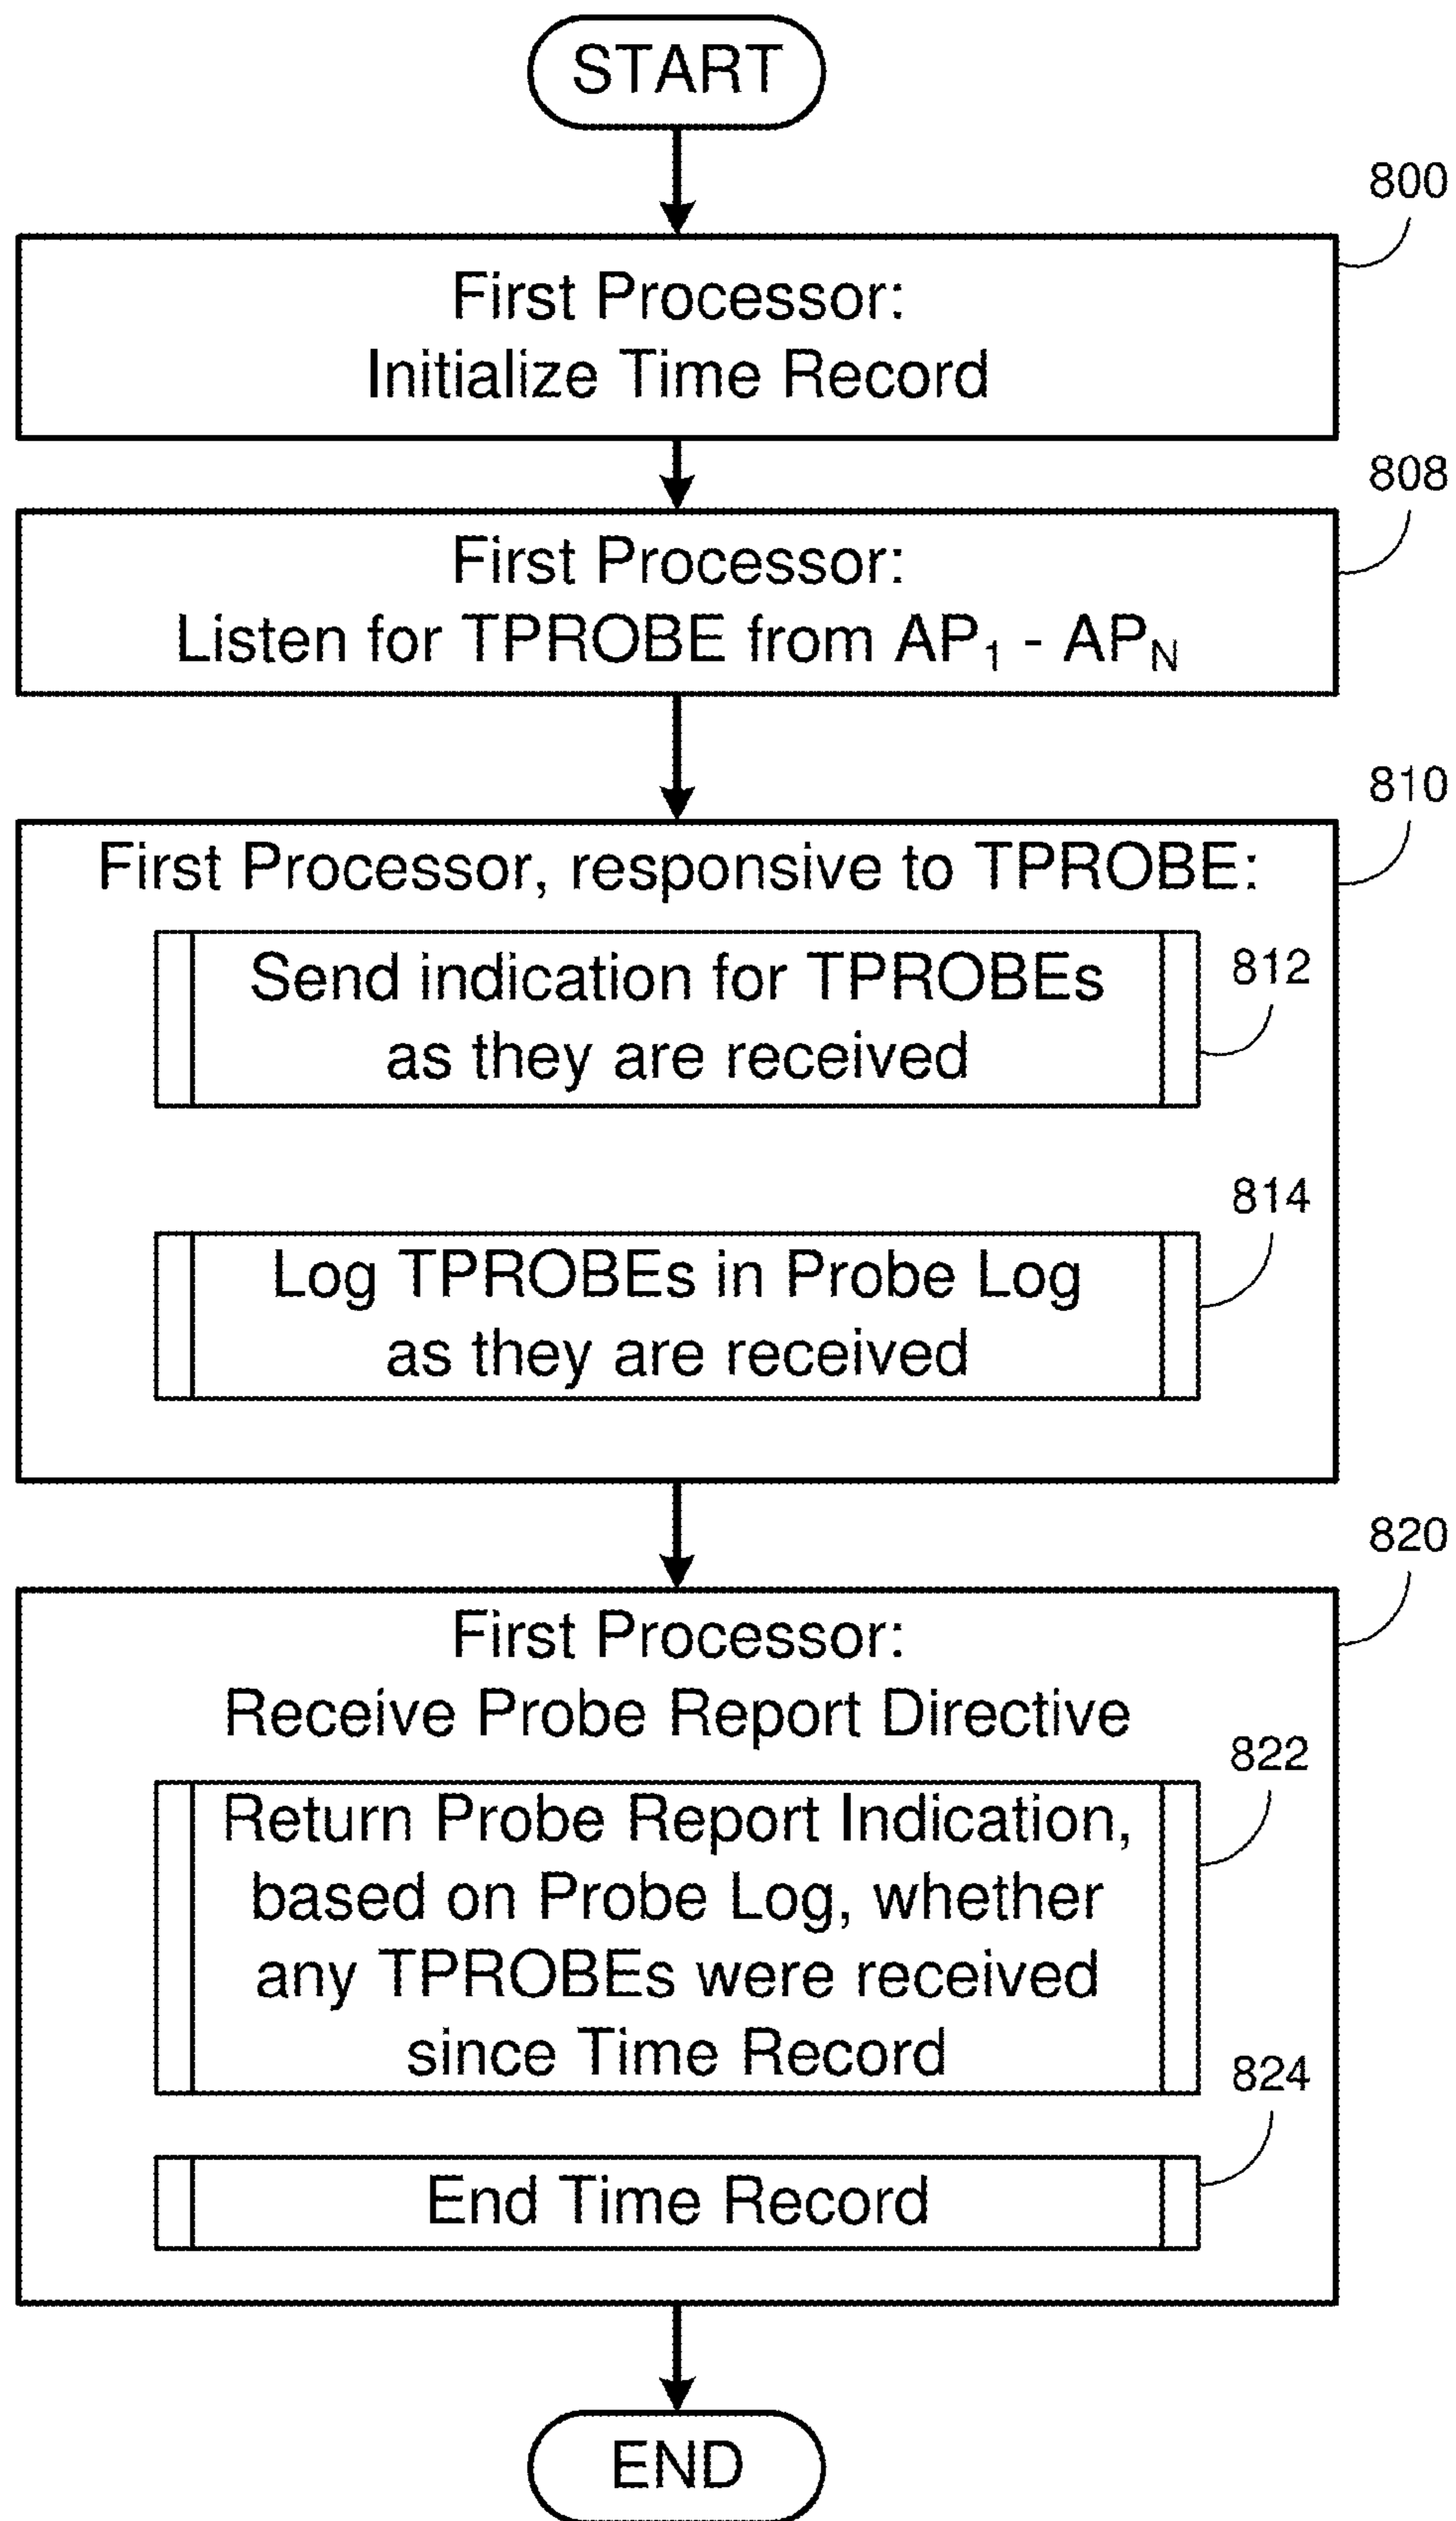 START
800
First Processor:
Initialize Time Record
808
First Processor:
Listen for TPROBE from AP₁ - AP_N
810
First Processor, responsive to TPROBE:
Send indication for TPROBEs
as they are received
812
814
Log TPROBEs in Probe Log
as they are received
820
First Processor:
Receive Probe Report Directive
822
Return Probe Report Indication,
based on Probe Log, whether
any TPROBEs were received
since Time Record
824
End Time Record
END